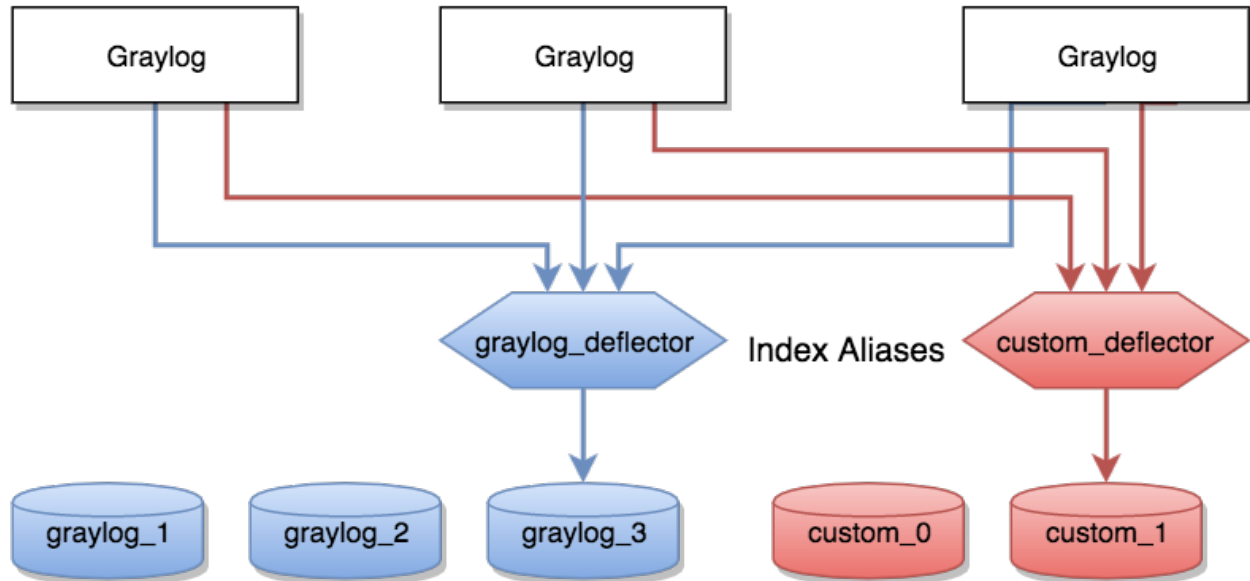 Graylog
Graylog
Graylog
graylog_deflector
Index Aliases
custom_deflector
graylog_1
graylog_2
graylog_3
custom_0
custom_1